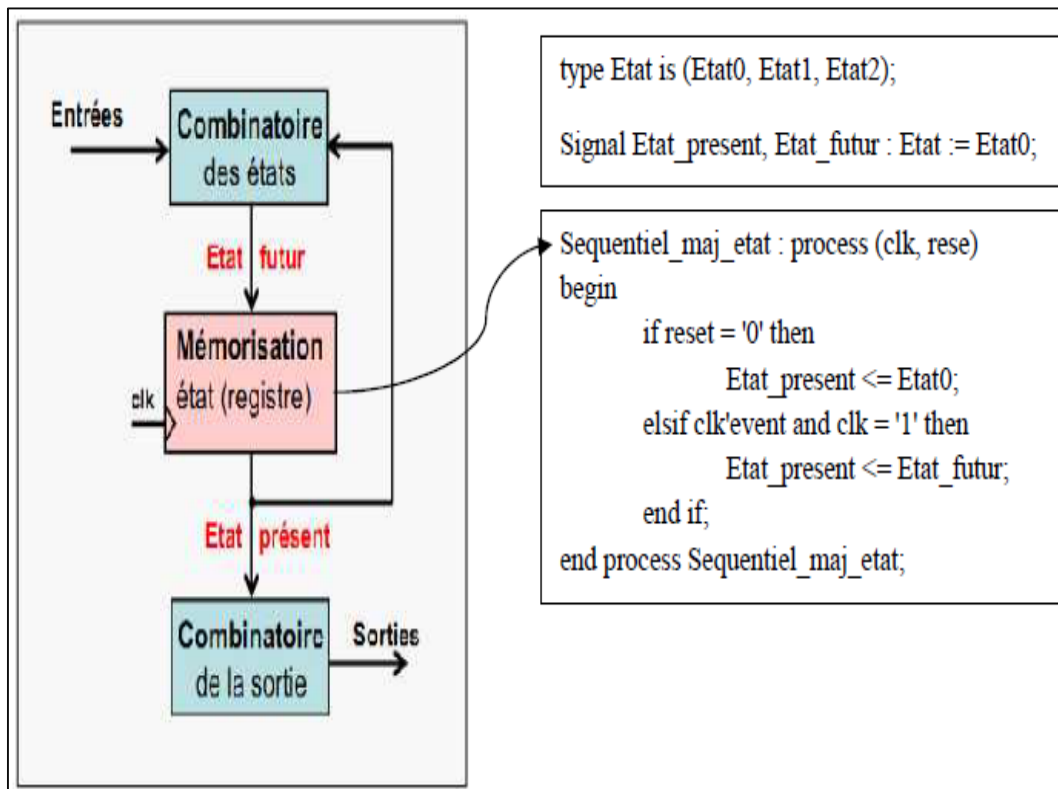 Entrées
Combinatoire
des états
Etat futur
Mémorisation
état (registre)
clk
Etat présent
Combinatoire
de la sortie
Sorties
type Etat is (Etat0, Etat1, Etat2);
Signal Etat_present, Etat_futur : Etat := Etat0;
Sequentiel_maj_etat : process (clk, rese)
begin
if reset = '0' then
Etat_present <= Etat0;
elsif clk'event and clk = '1' then
Etat_present <= Etat_futur;
end if;
end process Sequentiel_maj_etat;